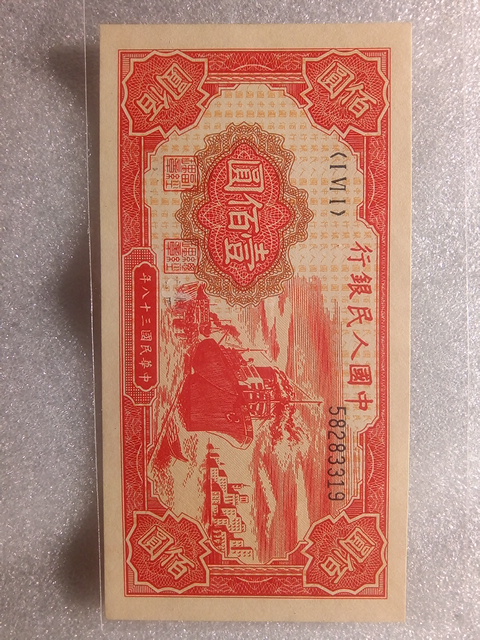 佰圓
佰圓
中國人民銀行
〈I VI I〉
58283319
壹佰圓
佰圓
佰圓
中華民國三十八年